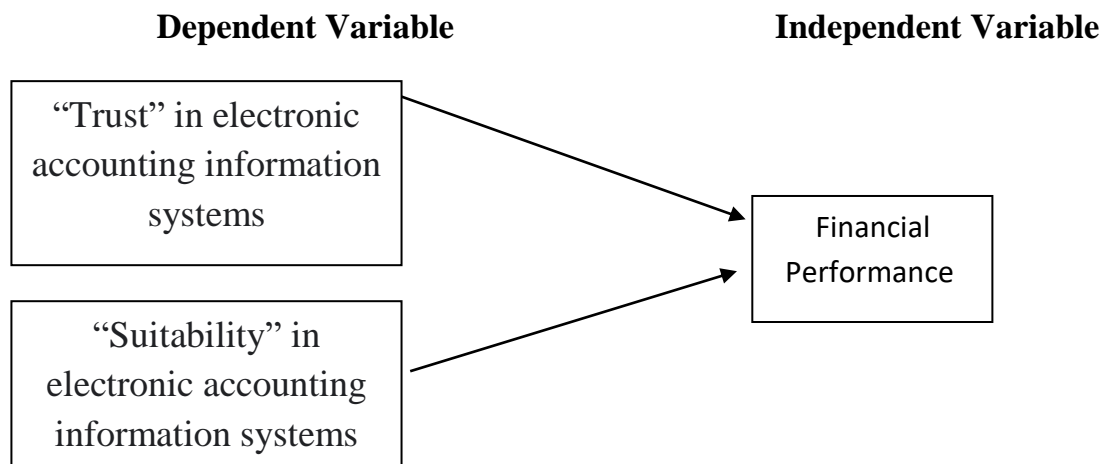 Dependent Variable
Independent Variable
“Trust” in electronic
accounting information
systems
Financial
Performance
“Suitability” in
electronic accounting
information systems